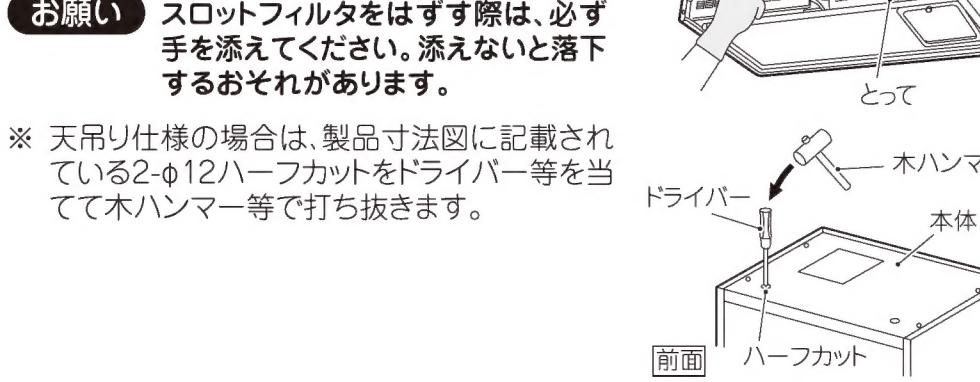 お願い スロットフィルタをはずす際は、必ず
手を添えてください。添えないと落下
するおそれがあります。
※ 天吊り仕様の場合は、製品寸法図に記載され
ている2-φ12ハーフカットをドライバー等を当
てて木ハンマー等で打ち抜きます。
とって
木ハンマ
ドライバー
本体
前面
ハーフカット